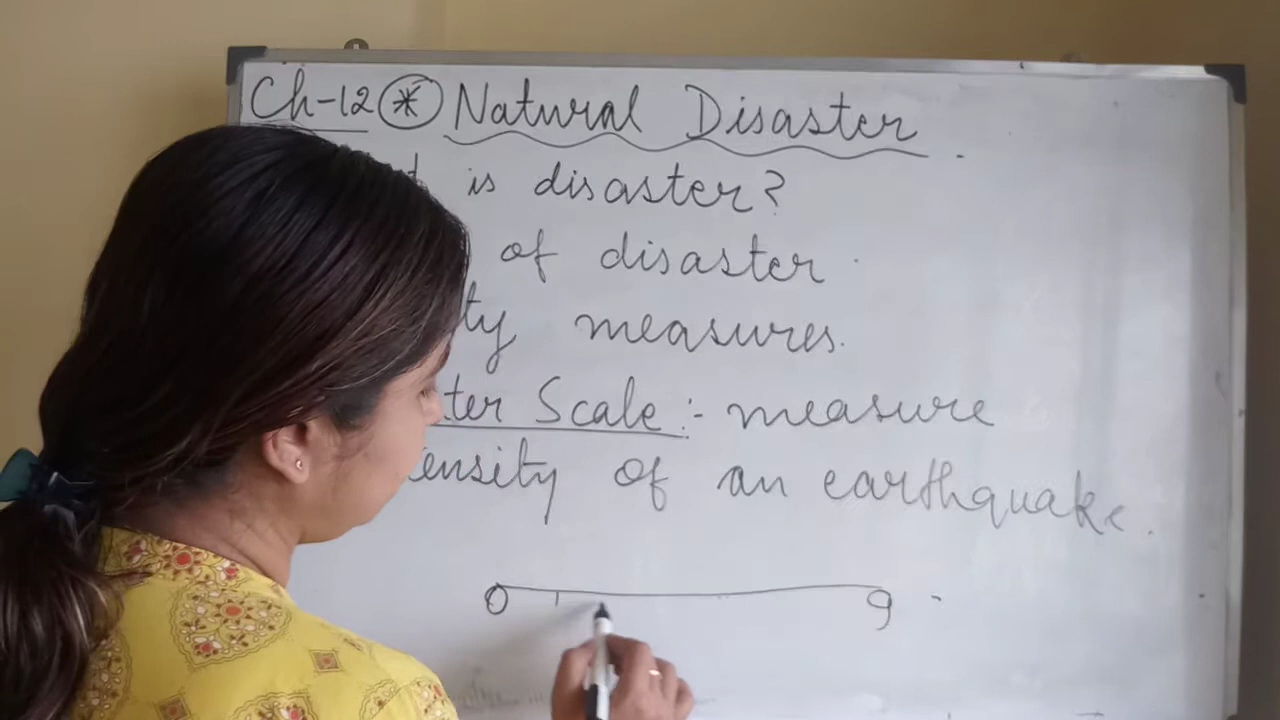 Ch-12 * Natural Disaster.
is disaster?
of disaster
ty measures.
ter Scale :- measure
ensity of an earthquake.
0 9